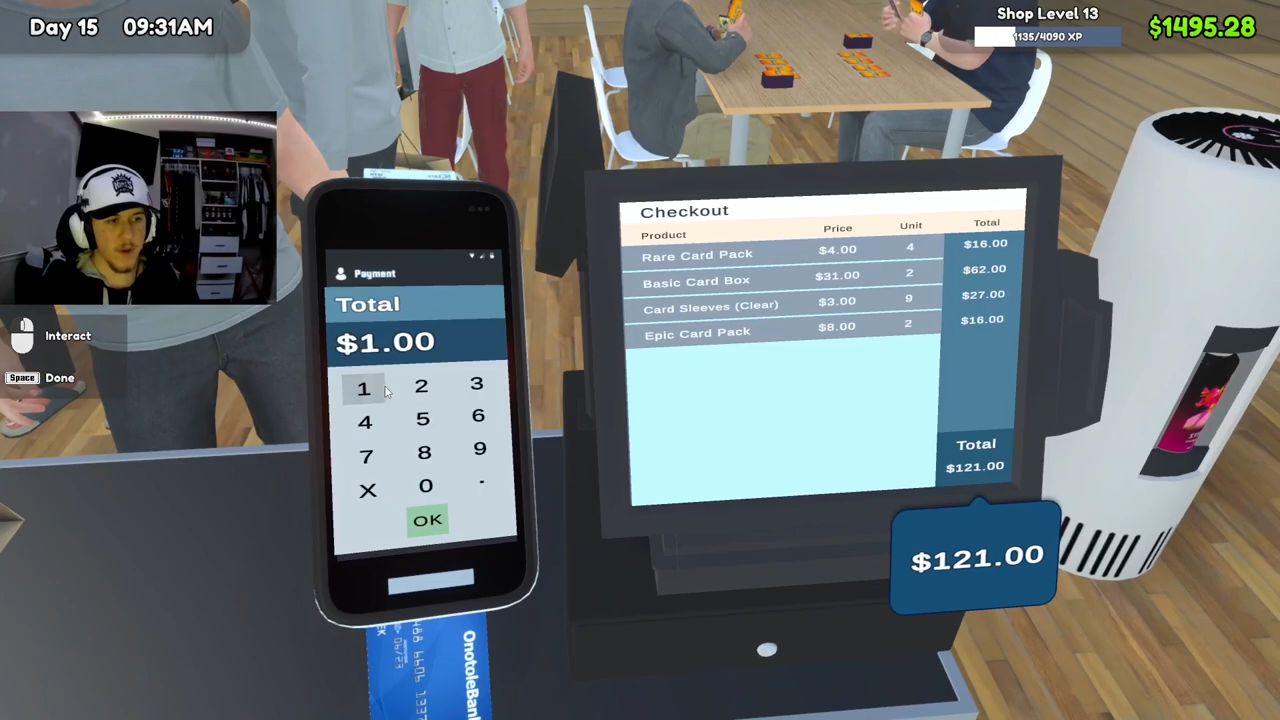 Day 15 09:31AM
Shop Level 13
1135/4090 XP
$1495.28
Interact
Space Done
Payment
Total
$1.00
1 2 3
4 5 6
7 8 9
X 0 .
OK
Checkout
Product Price Unit Total
Rare Card Pack $4.00 4 $16.00
Basic Card Box $31.00 2 $62.00
Card Sleeves (Clear) $3.00 9 $27.00
Epic Card Pack $8.00 2 $16.00
Total
$121.00
$121.00
OnotoleBank
06/23